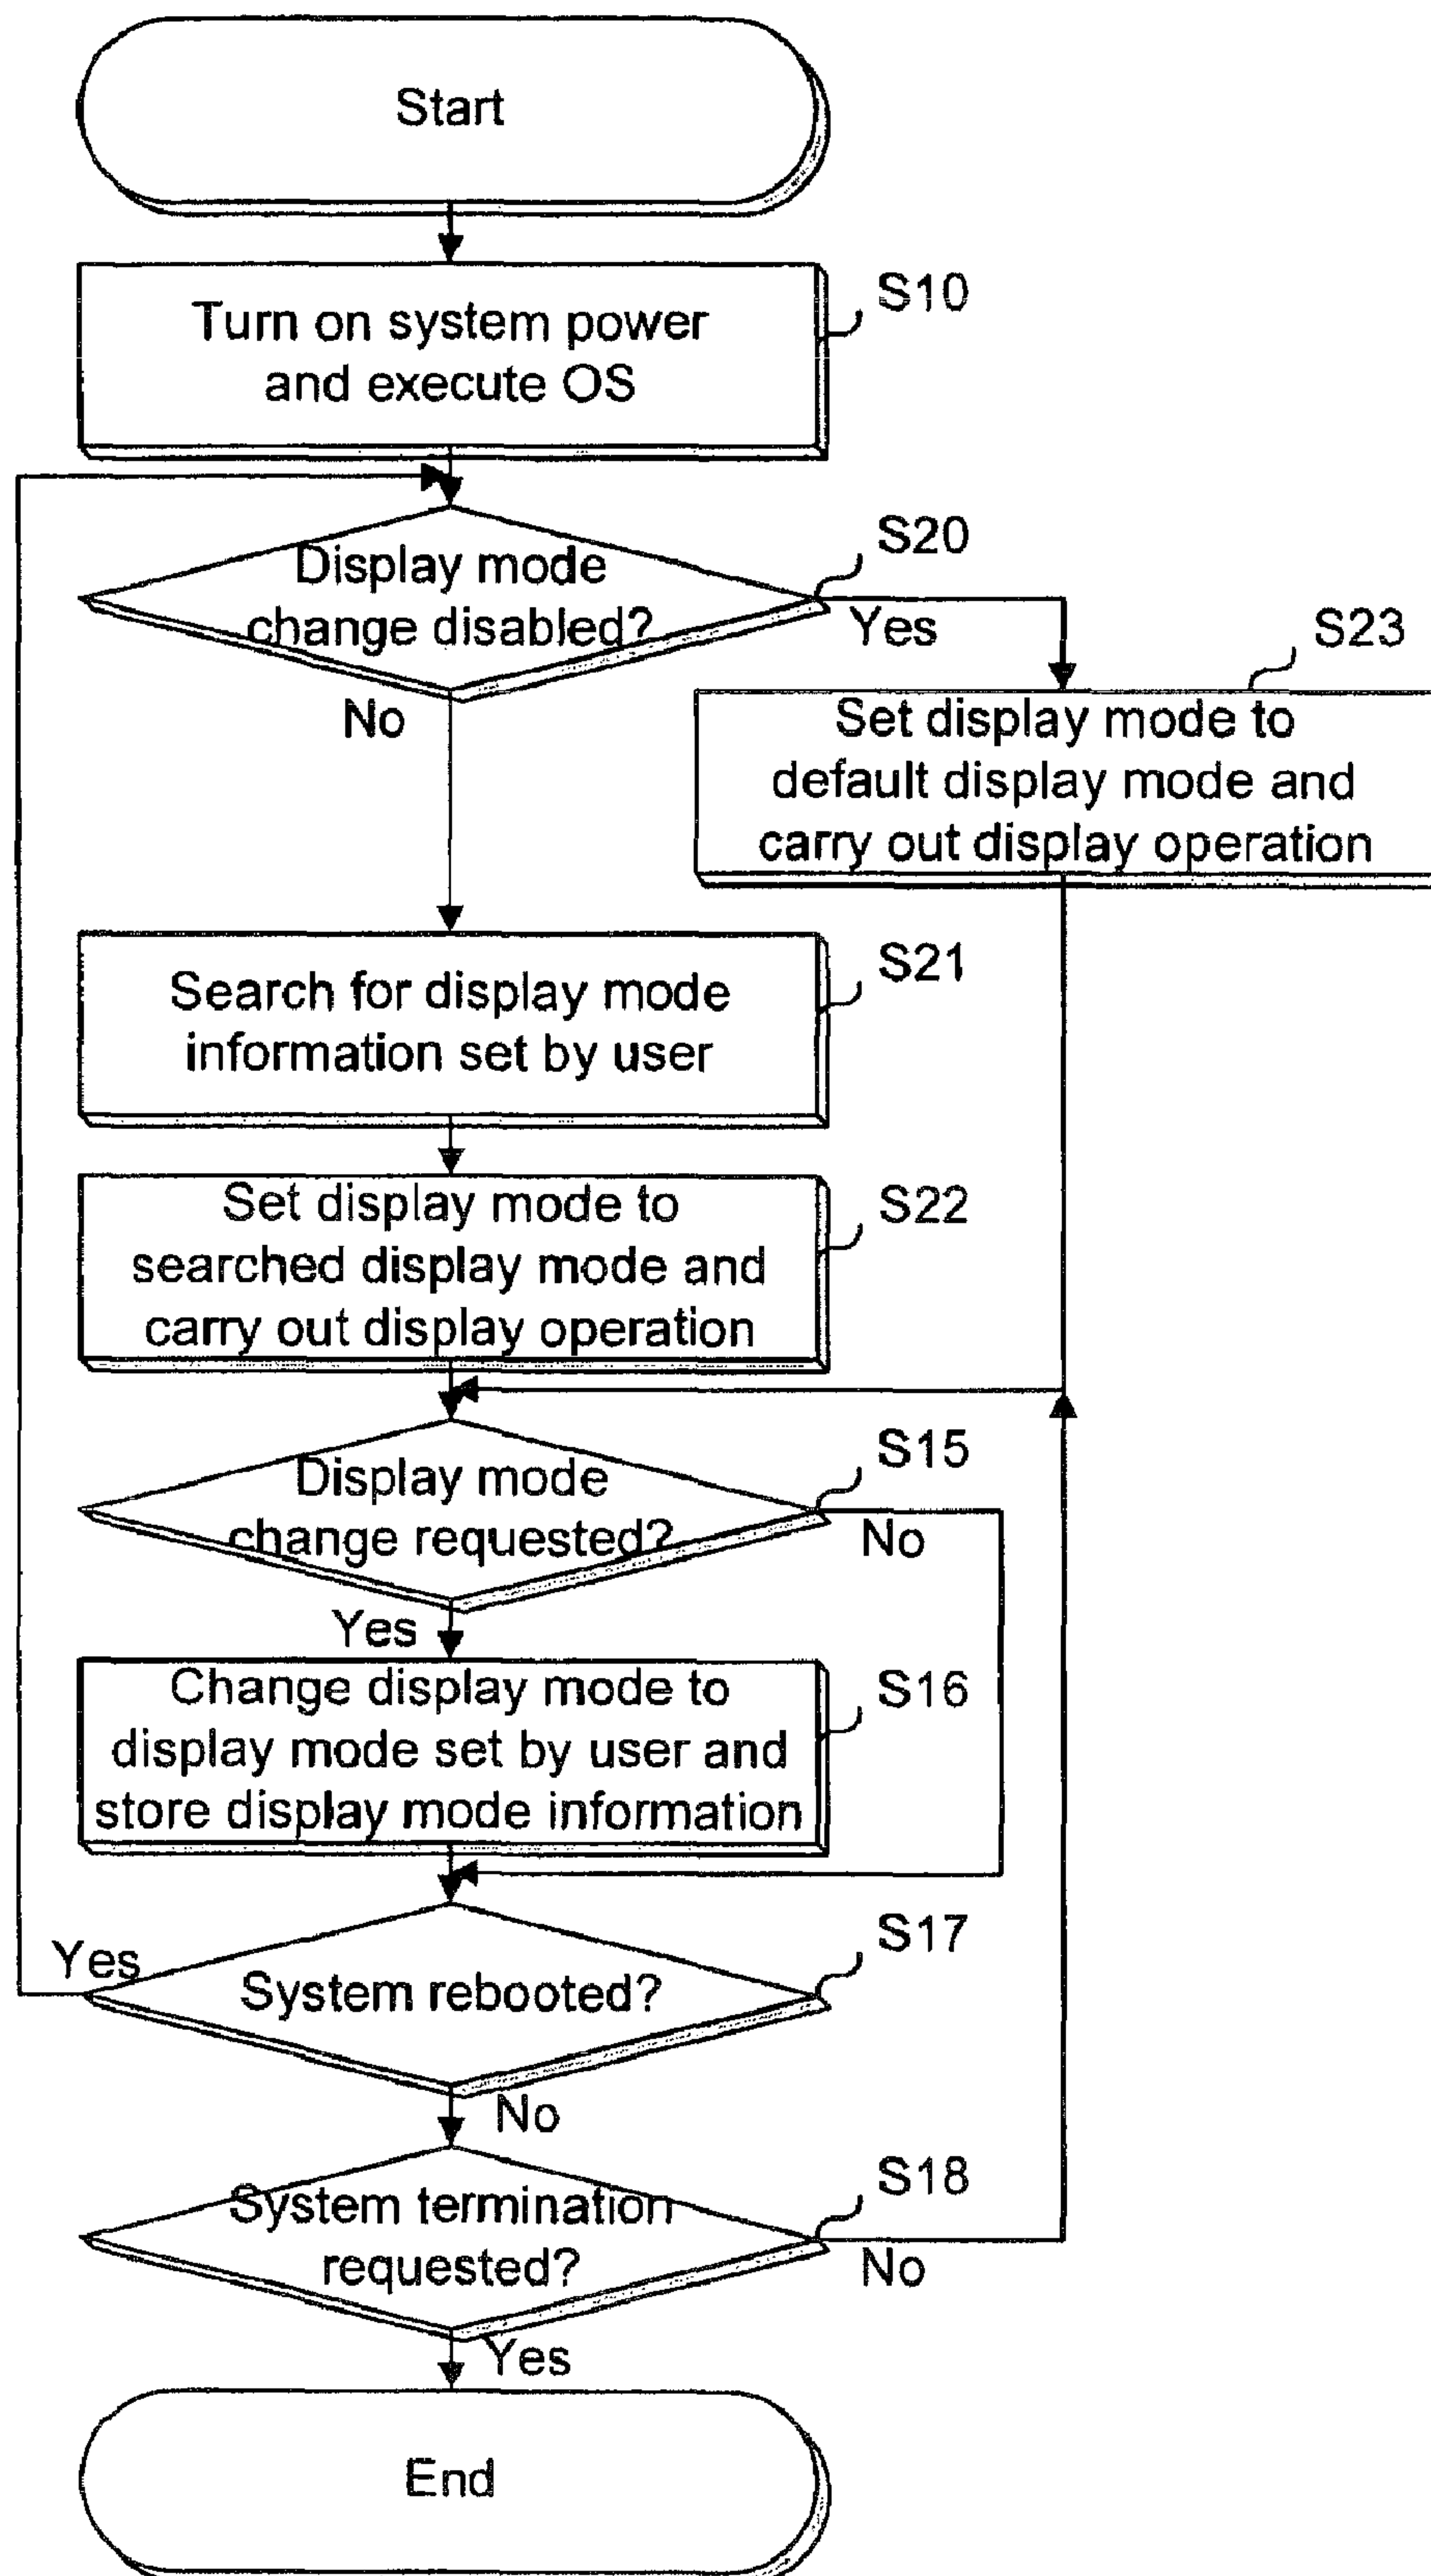 Start
Turn on system power
and execute OS
S10
Display mode
change disabled?
S20
Yes
No
S23
Set display mode to
default display mode and
carry out display operation
Search for display mode
information set by user
S21
Set display mode to
searched display mode and
carry out display operation
S22
Display mode
change requested?
S15
No
Yes
Change display mode to
display mode set by user and
store display mode information
S16
System rebooted?
S17
Yes
No
System termination
requested?
S18
No
Yes
End